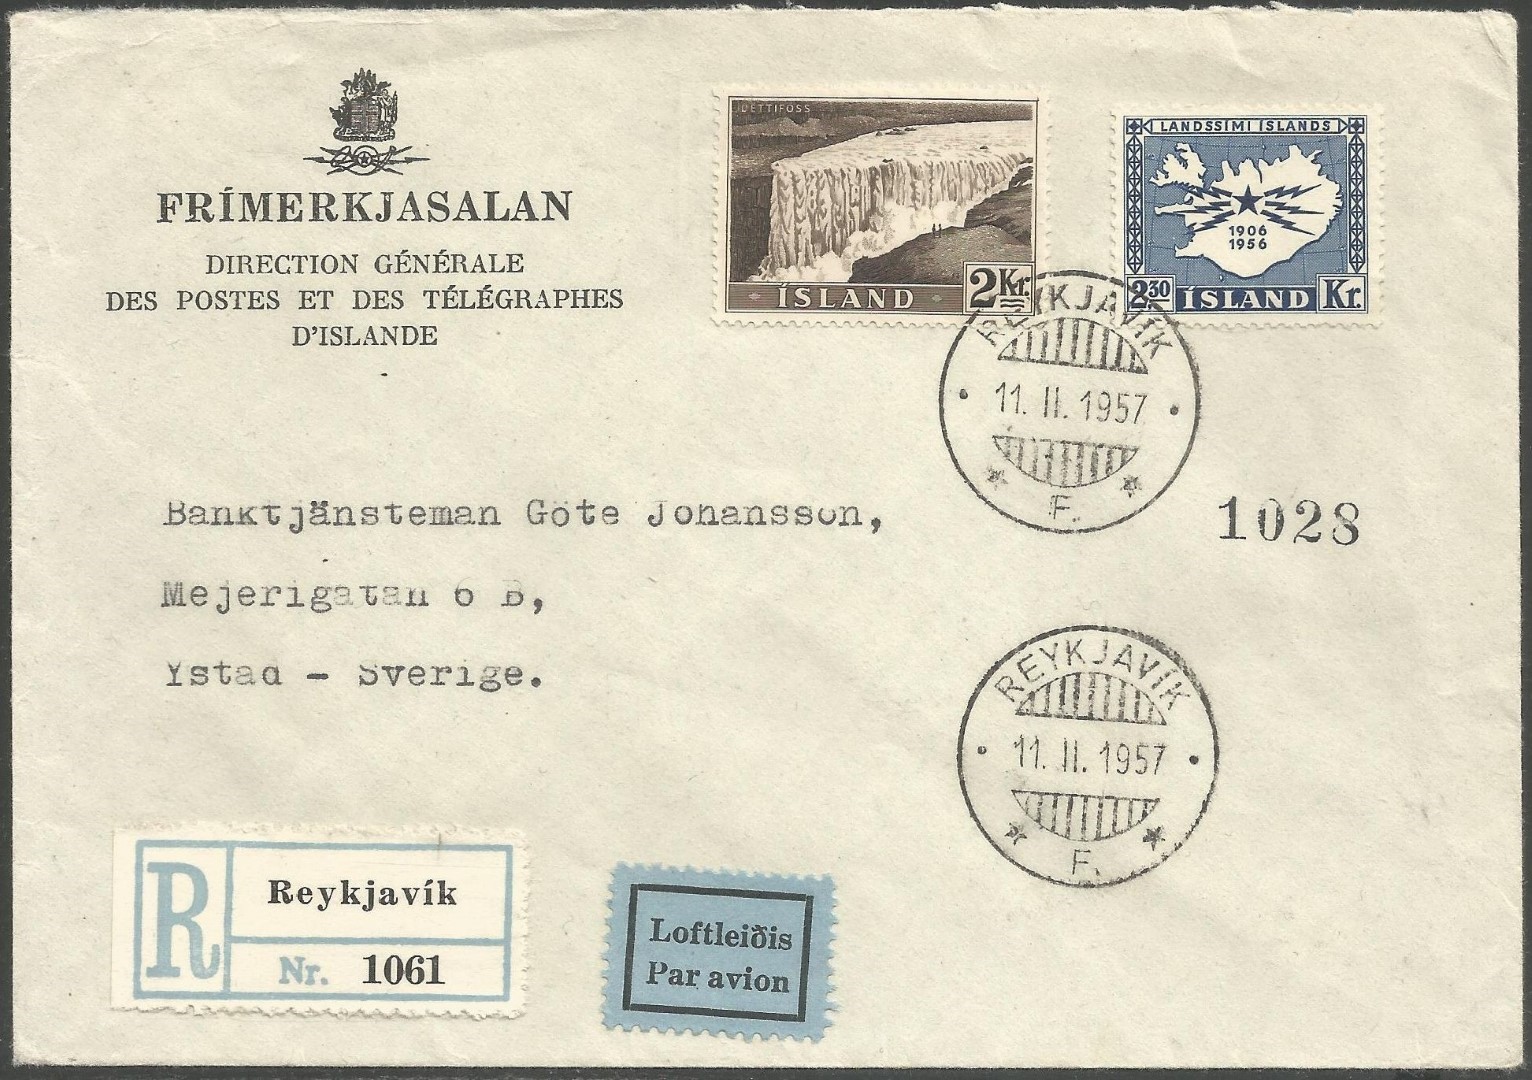 FRÍMERKJASALAN
DIRECTION GÉNÉRALE
DES POSTES ET DES TÉLÉGRAPHES
D'ISLANDE
DETTIFOSS
ÍSLAND 2 Kr.
LANDSSÍMI ÍSLANDS
1906
1956
2 30 ÍSLAND Kr.
REYKJAVÍK
11. II. 1957
F.
1028
Banktjänsteman Göte Johansson,
Mejerigatan 6 B,
Ystad - Sverige.
REYKJAVÍK
11. II. 1957
F.
R
Reykjavík
Nr. 1061
Loftleiðis
Par avion